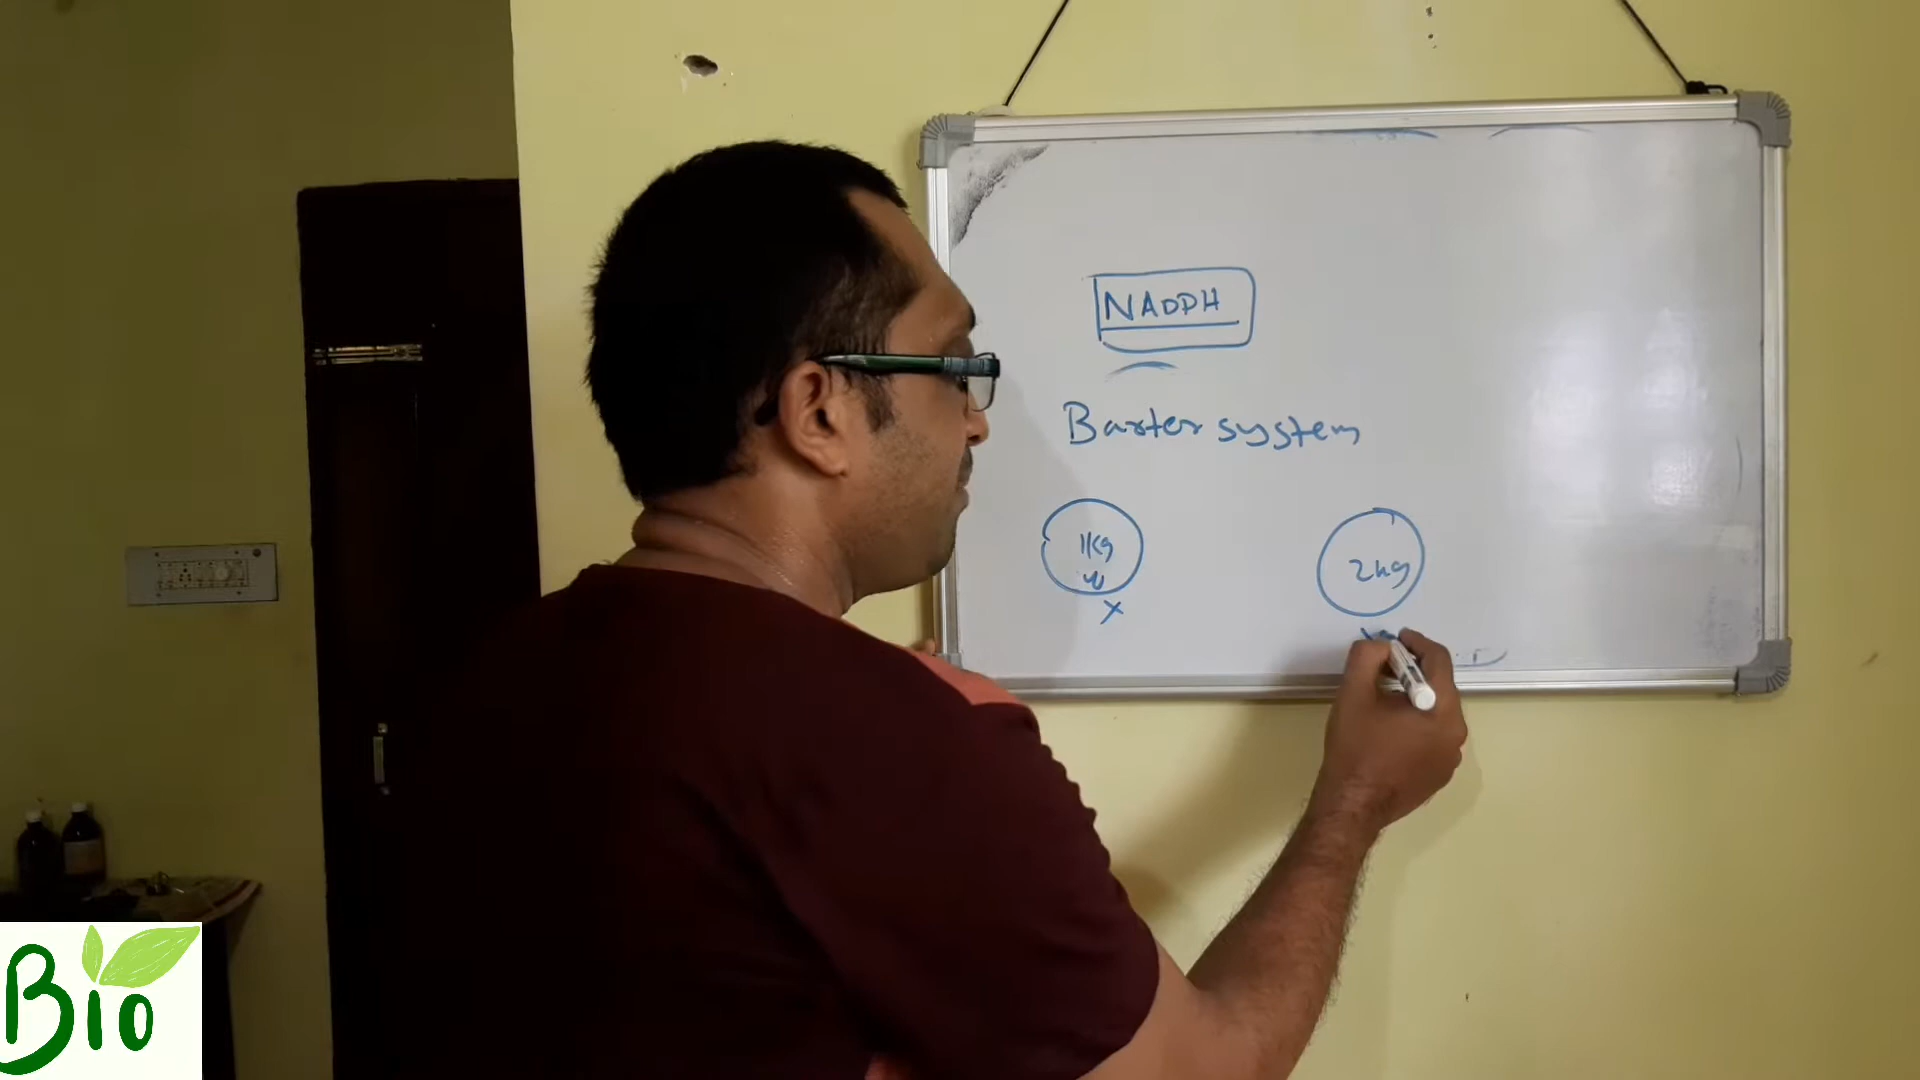 NADPH
Barter system
1kg
w
2kg
X
Bio